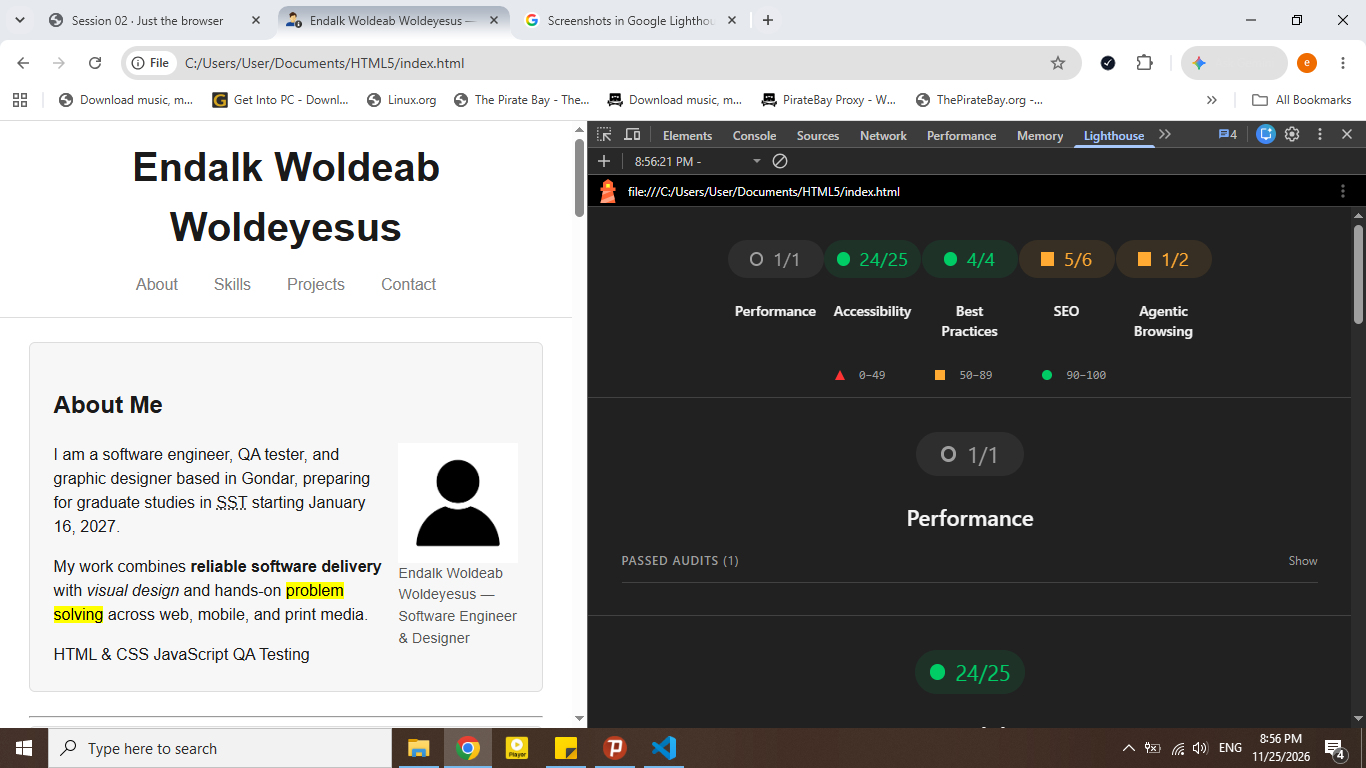 Session 02 · Just the browser
Endalk Woldeab Woldeyesus —
Screenshots in Google Lighthou
File
C:/Users/User/Documents/HTML5/index.html
e
Download music, m...
Get Into PC - Downl...
Linux.org
The Pirate Bay - The...
Download music, m...
PirateBay Proxy - W...
ThePirateBay.org -...
All Bookmarks
Endalk Woldeab
Woldeyesus
About
Skills
Projects
Contact
About Me
I am a software engineer, QA tester, and
graphic designer based in Gondar, preparing
for graduate studies in SST starting January
16, 2027.
My work combines reliable software delivery
with visual design and hands-on problem
solving across web, mobile, and print media.
HTML & CSS JavaScript QA Testing
Endalk Woldeab
Woldeyesus —
Software Engineer
& Designer
Elements
Console
Sources
Network
Performance
Memory
Lighthouse
4
8:56:21 PM -
file:///C:/Users/User/Documents/HTML5/index.html
1/1
24/25
4/4
5/6
1/2
Performance
Accessibility
Best
Practices
SEO
Agentic
Browsing
0–49
50–89
90–100
1/1
Performance
PASSED AUDITS (1)
Show
24/25
Type here to search
Player
ENG
8:56 PM
11/25/2026
4